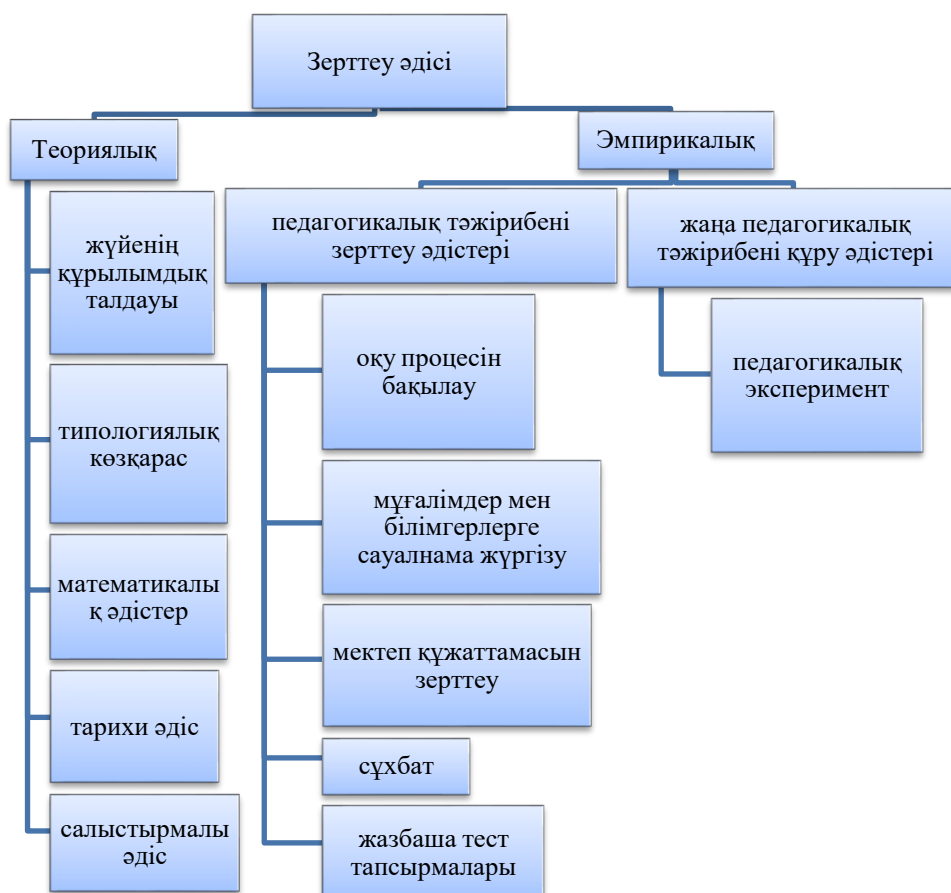 Зерттеу әдісі
Теориялық
жүйенің
құрылымдық
талдауы
типологиялық
көзқарас
математикалы
қ әдістер
тарихи әдіс
салыстырмалы
әдіс
Эмпирикалық
педагогикалық тәжірибені
зерттеу әдістері
оқу процесін
бақылау
мұғалімдер мен
білімгерлерге
сауалнама жүргізу
мектеп құжаттамасын
зерттеу
сұхбат
жазбаша тест
тапсырмалары
жаңа педагогикалық
тәжірибені құру әдістері
педагогикалық
эксперимент